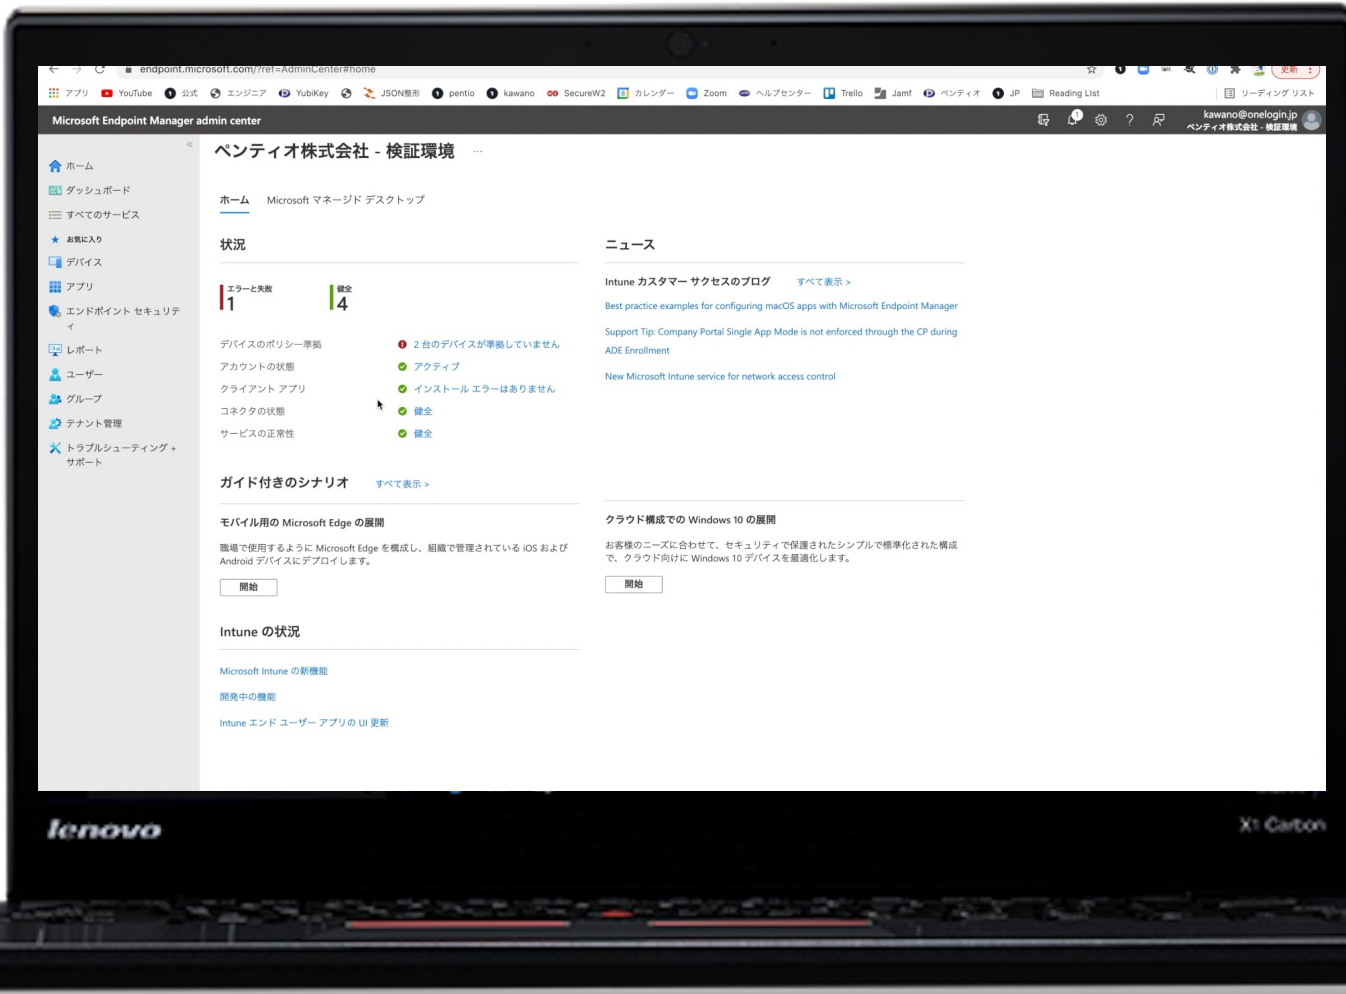 endpoint.microsoft.com/?ref=AdminCenter#home
更新
アプリ YouTube 公式 エンジニア YubiKey JSON整形 pentio kawano SecureW2 カレンダー Zoom ヘルプセンター Trello Jamf ペンティオ JP Reading List リーディング リスト
Microsoft Endpoint Manager admin center
kawano@onelogin.jp
ペンティオ株式会社 - 検証環境
ホーム
ダッシュボード
すべてのサービス
お気に入り
デバイス
アプリ
エンドポイント セキュリテ
ィ
レポート
ユーザー
グループ
テナント管理
トラブルシューティング +
サポート
ペンティオ株式会社 - 検証環境 ...
ホーム Microsoft マネージド デスクトップ
状況
エラーと失敗
1
健全
4
デバイスのポリシー準拠 2 台のデバイスが準拠していません
アカウントの状態 アクティブ
クライアント アプリ インストール エラーはありません
コネクタの状態 健全
サービスの正常性 健全
ニュース
Intune カスタマー サクセスのブログ すべて表示 >
Best practice examples for configuring macOS apps with Microsoft Endpoint Manager
Support Tip: Company Portal Single App Mode is not enforced through the CP during
ADE Enrollment
New Microsoft Intune service for network access control
ガイド付きのシナリオ すべて表示 >
モバイル用の Microsoft Edge の展開
職場で使用するように Microsoft Edge を構成し、組織で管理されている iOS および
Android デバイスにデプロイします。
開始
クラウド構成での Windows 10 の展開
お客様のニーズに合わせて、セキュリティで保護されたシンプルで標準化された構成
で、クラウド向けに Windows 10 デバイスを最適化します。
開始
Intune の状況
Microsoft Intune の新機能
開発中の機能
Intune エンド ユーザー アプリの UI 更新
lenovo
X1 Carbon